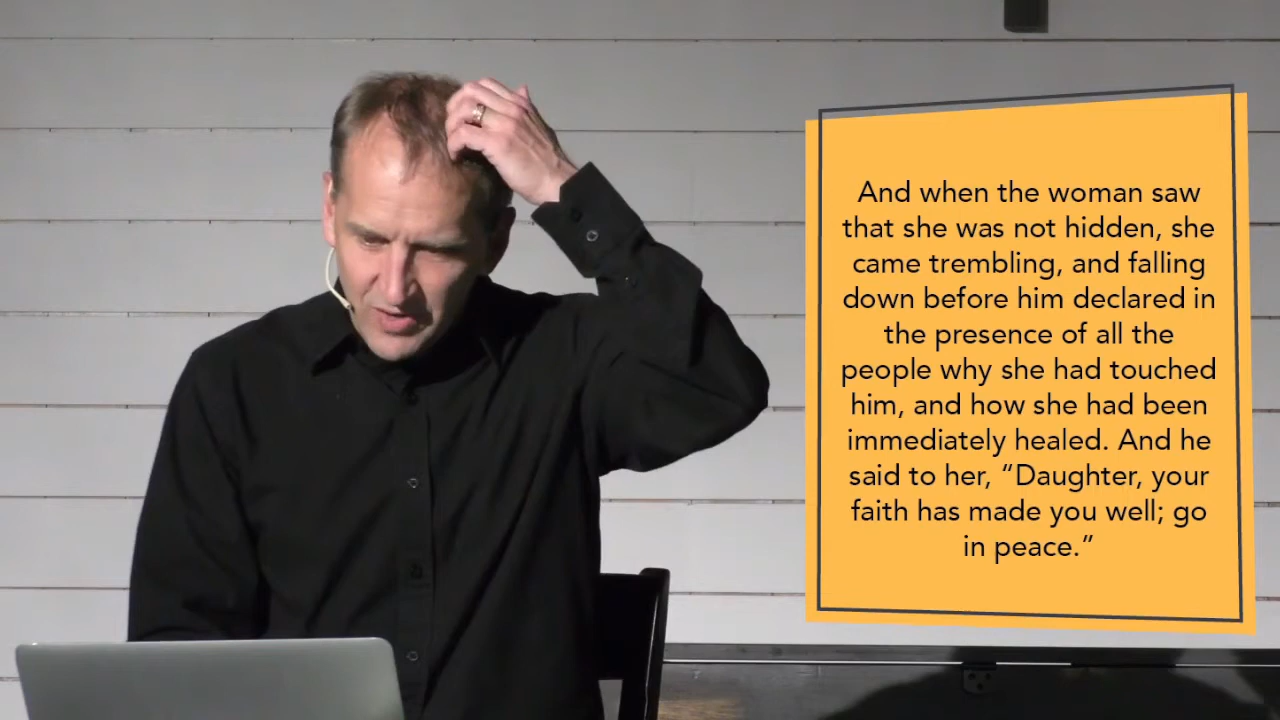 And when the woman saw
that she was not hidden, she
came trembling, and falling
down before him declared in
the presence of all the
people why she had touched
him, and how she had been
immediately healed. And he
said to her, “Daughter, your
faith has made you well; go
in peace.”